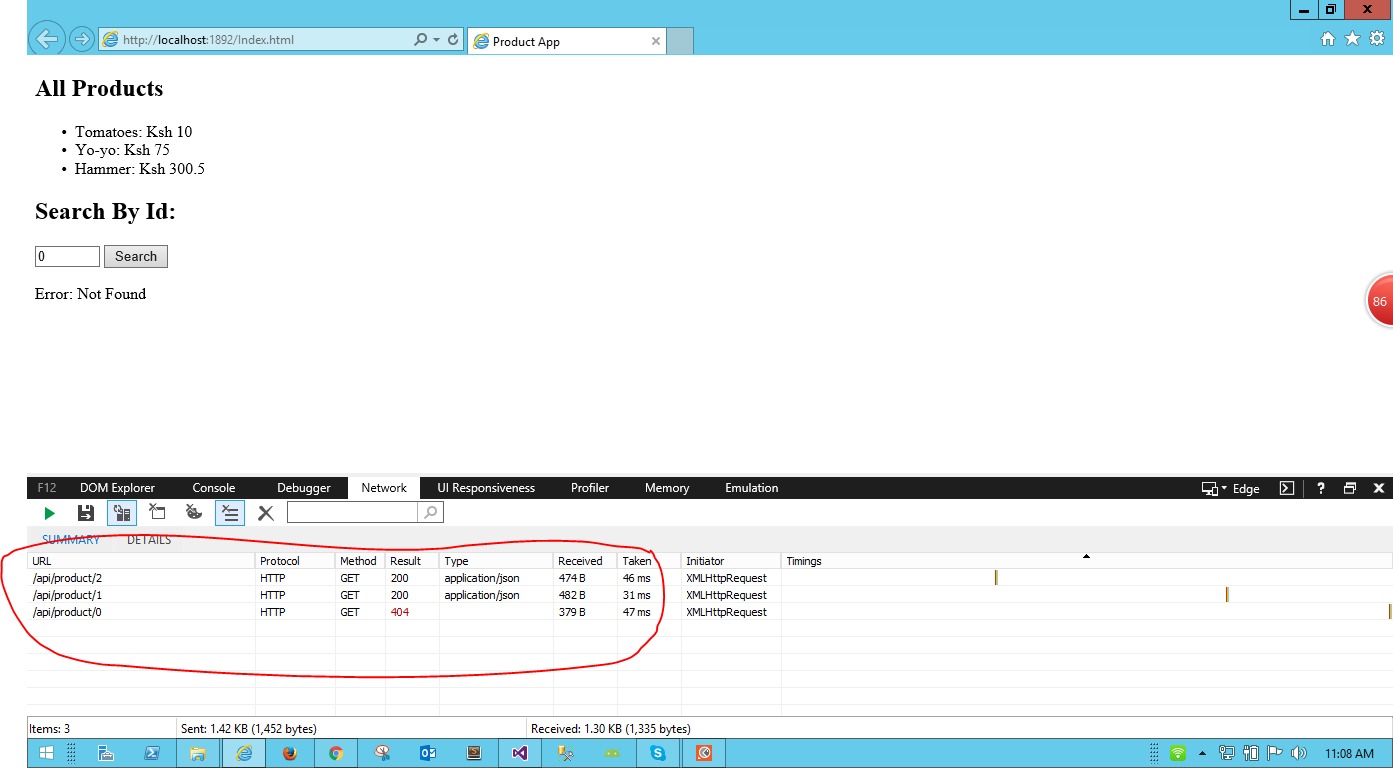 http://localhost:1892/Index.html
Product App
All Products
• Tomatoes: Ksh 10
• Yo-yo: Ksh 75
• Hammer: Ksh 300.5
Search By Id:
0 Search
Error: Not Found
86
F12 DOM Explorer Console Debugger Network UI Responsiveness Profiler Memory Emulation Edge ?
SUMMARY DETAILS
URL Protocol Method Result Type Received Taken Initiator Timings
/api/product/2 HTTP GET 200 application/json 474 B 46 ms XMLHttpRequest
/api/product/1 HTTP GET 200 application/json 482 B 31 ms XMLHttpRequest
/api/product/0 HTTP GET 404 379 B 47 ms XMLHttpRequest
Items: 3 Sent: 1.42 KB (1,452 bytes) Received: 1.30 KB (1,335 bytes)
11:08 AM